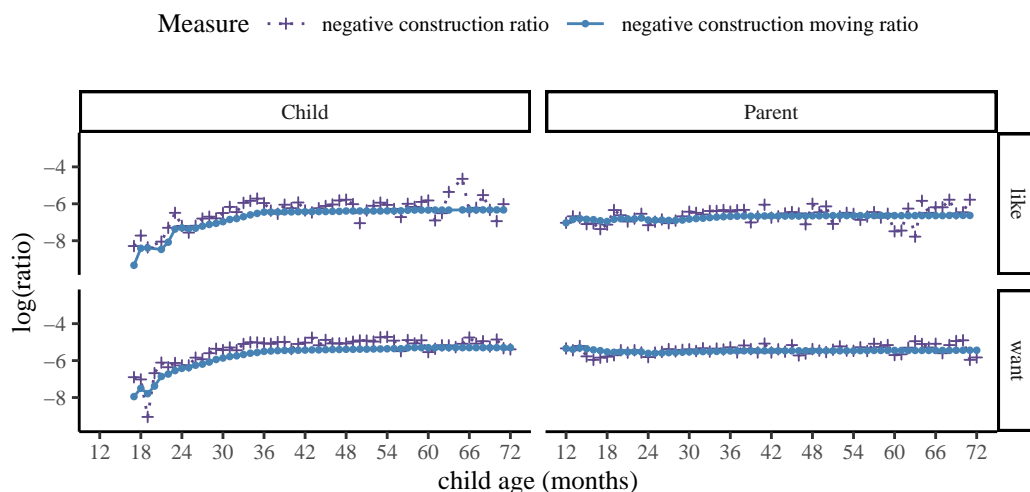 Measure negative construction ratio negative construction moving ratio
Child Parent
like
−4
−6
−8
want
−4
−6
−8
log(ratio)
12 18 24 30 36 42 48 54 60 66 72 12 18 24 30 36 42 48 54 60 66 72
child age (months)